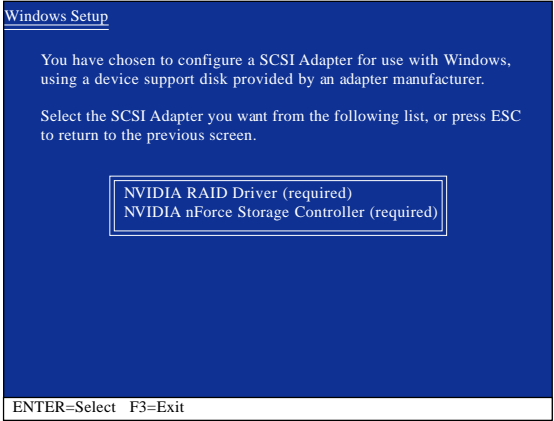 Windows Setup
You have chosen to configure a SCSI Adapter for use with Windows,
using a device support disk provided by an adapter manufacturer.
Select the SCSI Adapter you want from the following list, or press ESC
to return to the previous screen.
NVIDIA RAID Driver (required)
NVIDIA nForce Storage Controller (required)
ENTER=Select F3=Exit